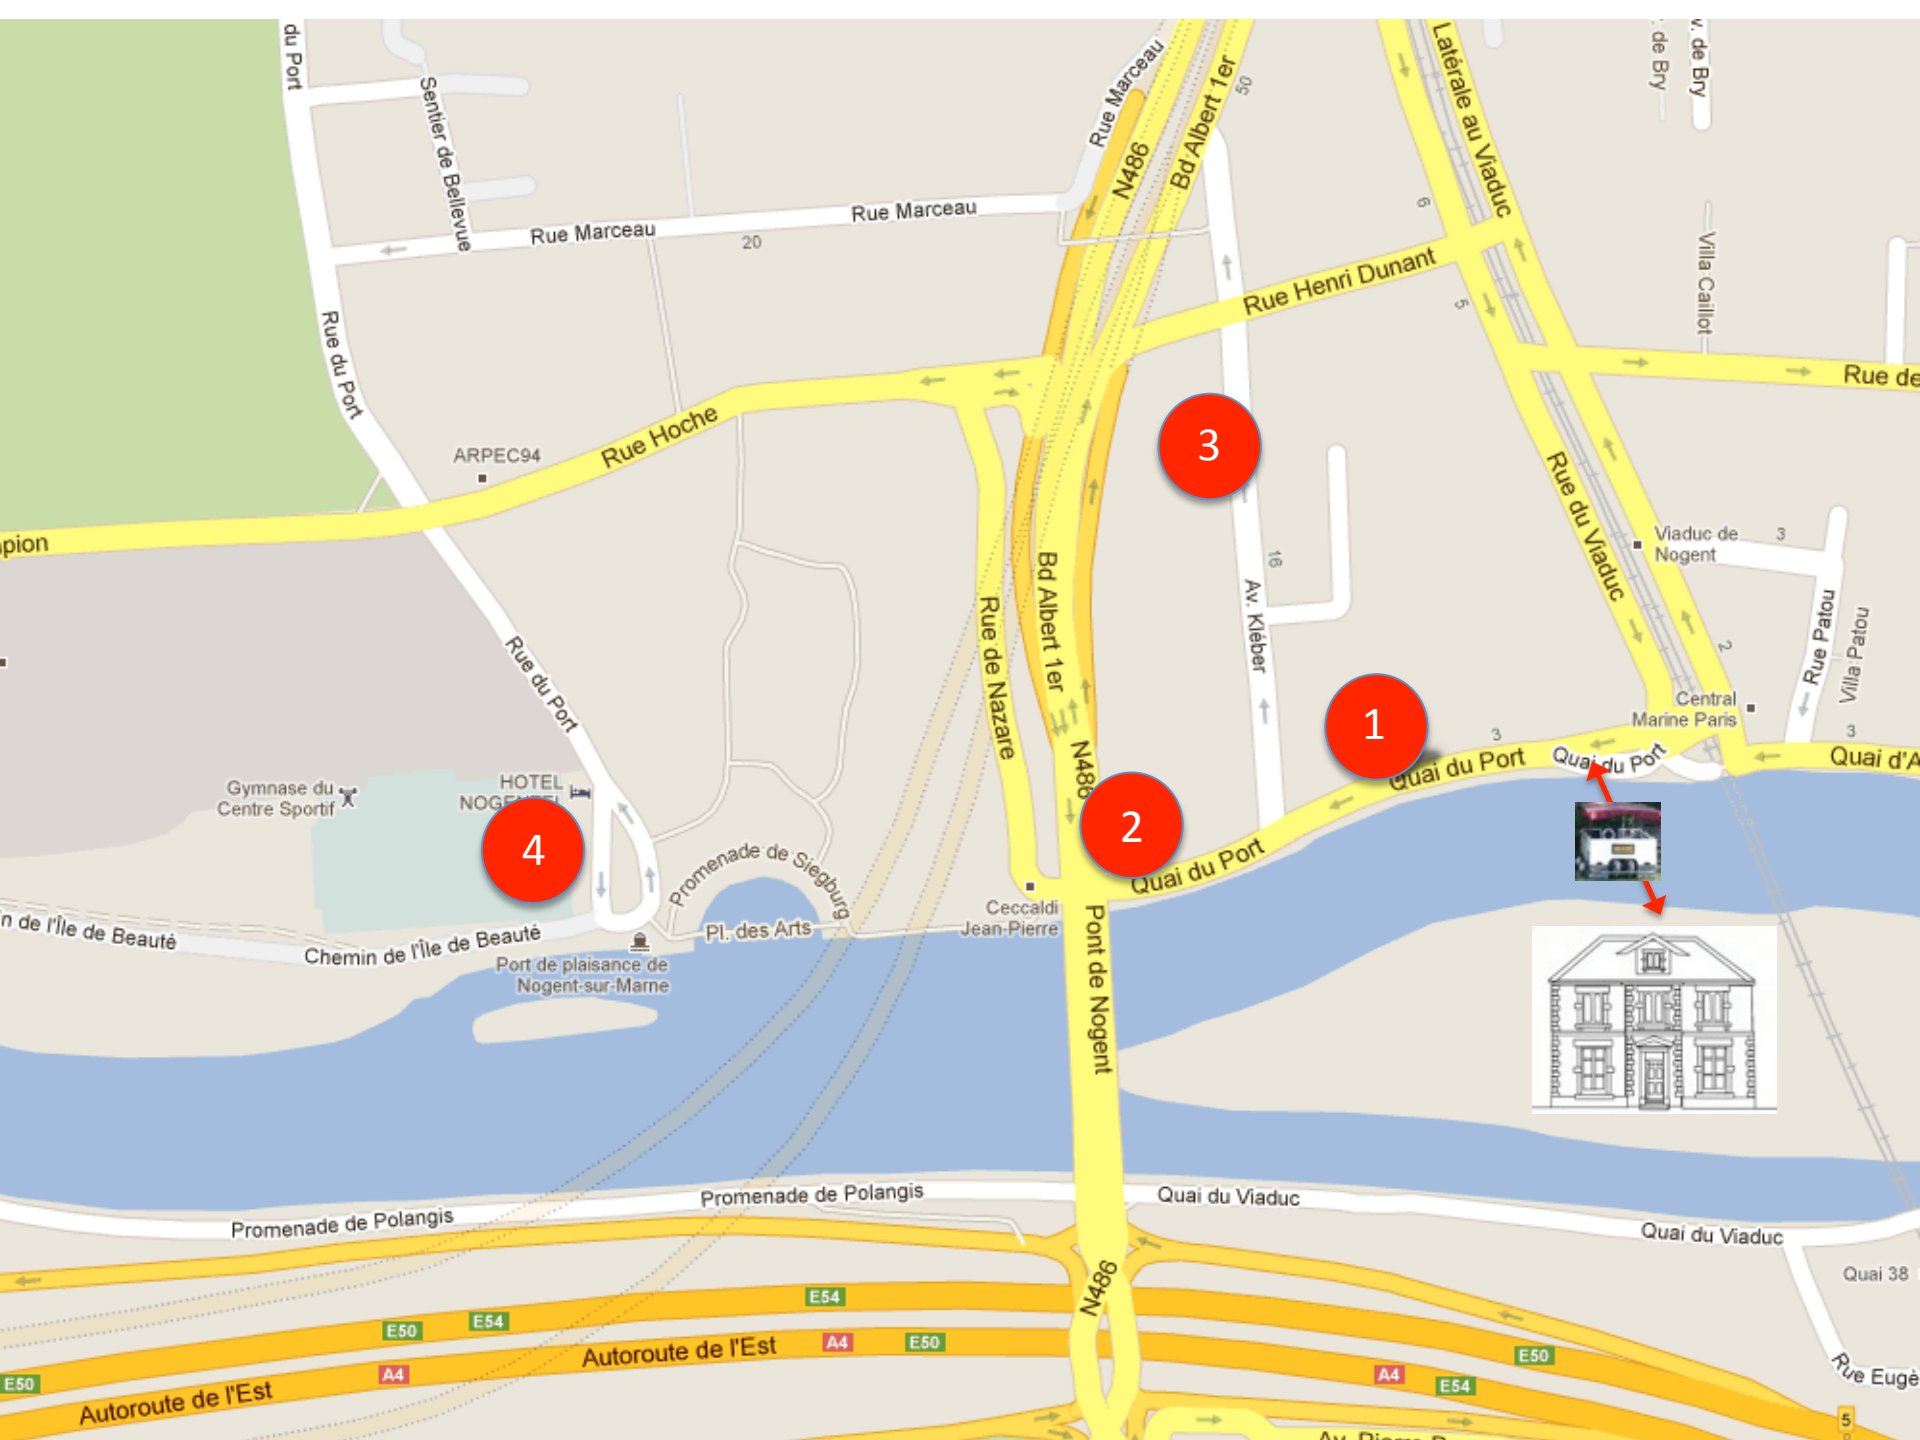 du Port
Sentier de Bellevue
Rue Marceau
Bd Albert 1er
50
N486
Latérale au Viaduc
de Bry
v. de Bry
Rue Marceau
Rue Marceau
20
6
Villa Caillot
Rue Henri Dunant
5
Rue du Port
Rue de
3
ARPEC94
Rue Hoche
Rue du Viaduc
pion
Viaduc de
Nogent
3
Bd Albert 1er
16
Av. Kléber
Rue de Nazare
Rue Patou
Villa Patou
2
Rue du Port
Central
Marine Paris
1
3
Quai du Port
Quai du Port
3
Quai d'A
N486
Gymnase du
Centre Sportif
HOTEL
4
2
Quai du Port
Promenade de Siegburg
Ceccaldi
Jean-Pierre
Pl. des Arts
n de l'Île de Beauté
Chemin de l'Île de Beauté
Port de plaisance de
Nogent-sur-Marne
Pont de Nogent
Promenade de Polangis
Promenade de Polangis
Quai du Viaduc
Quai du Viaduc
Quai 38
N486
E54
E50
E54
A4
E50
E50
Autoroute de l'Est
A4
A4
E54
E50
Autoroute de l'Est
Rue Eugè
5